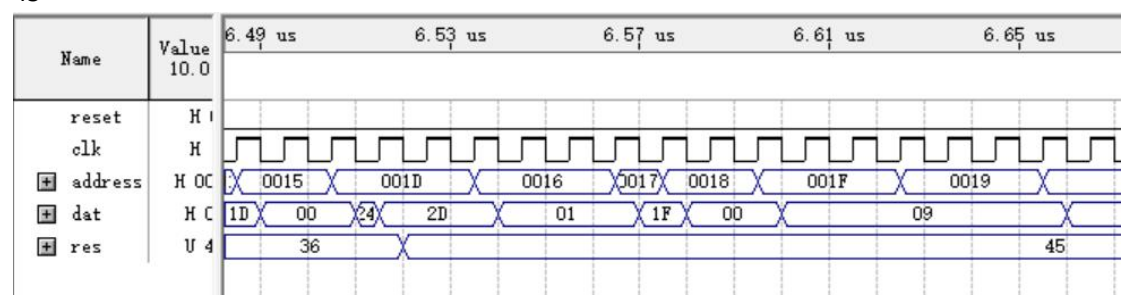 Name Value 10.0 6.49 us 6.53 us 6.57 us 6.61 us 6.65 us
reset H
clk H
address H 00 0015 001D 0016 0017 0018 001F 0019
dat H 1D 00 24 2D 01 1F 00 09
res U 4 36 45